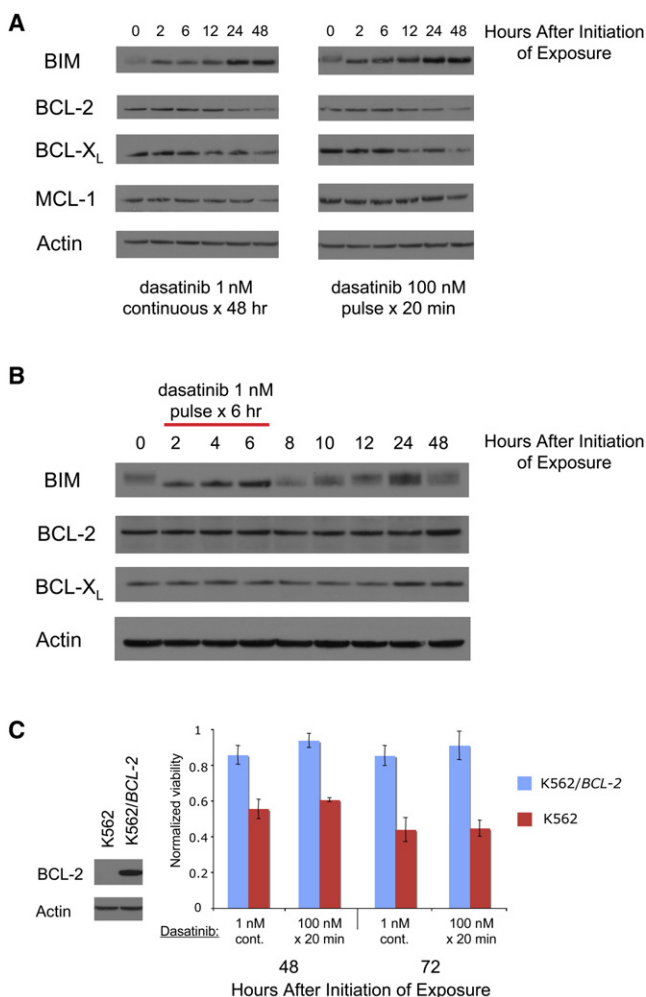 A
0 2 6 12 24 48 0 2 6 12 24 48 Hours After Initiation
of Exposure
BIM
BCL-2
BCL-XL
MCL-1
Actin
dasatinib 1 nM
continuous x 48 hr
dasatinib 100 nM
pulse x 20 min
B
dasatinib 1 nM
pulse x 6 hr
0 2 4 6 8 10 12 24 48 Hours After Initiation
of Exposure
BIM
BCL-2
BCL-XL
Actin
C
K562
K562/BCL-2
BCL-2
Actin
Normalized viability
1
0.8
0.6
0.4
0.2
0
K562/BCL-2
K562
Dasatinib:
1 nM
cont.
100 nM
x 20 min
1 nM
cont.
100 nM
x 20 min
48 72
Hours After Initiation of Exposure